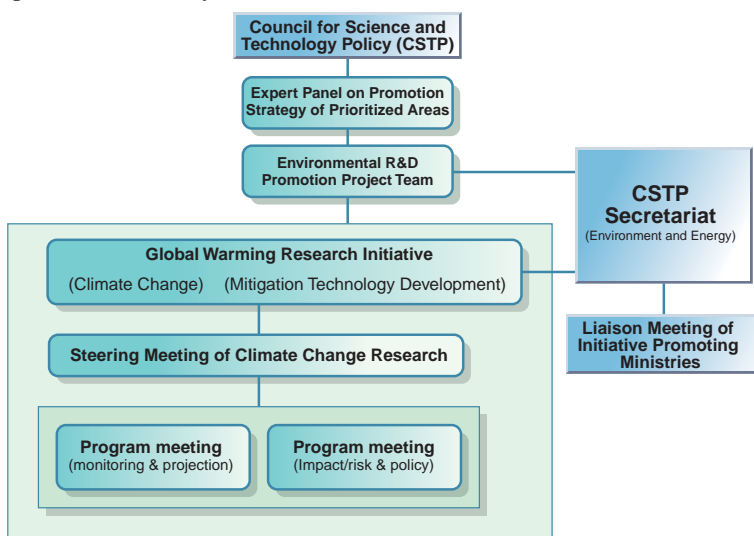 Council for Science and
Technology Policy (CSTP)
Expert Panel on Promotion
Strategy of Prioritized Areas
Environmental R&D
Promotion Project Team
CSTP
Secretariat
(Environment and Energy)
Global Warming Research Initiative
(Climate Change) (Mitigation Technology Development)
Liaison Meeting of
Initiative Promoting
Ministries
Steering Meeting of Climate Change Research
Program meeting
(monitoring & projection)
Program meeting
(Impact/risk & policy)